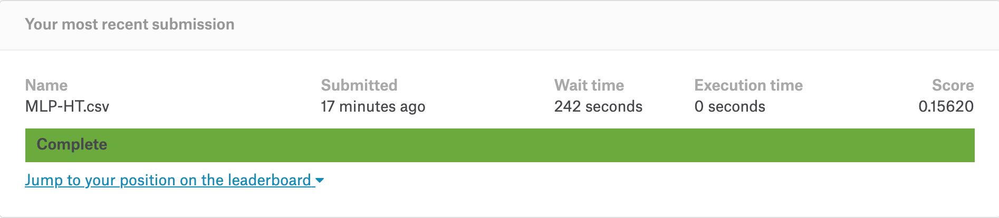 Your most recent submission
Name Submitted Wait time Execution time Score
MLP-HT.csv 17 minutes ago 242 seconds 0 seconds 0.15620
Complete
Jump to your position on the leaderboard